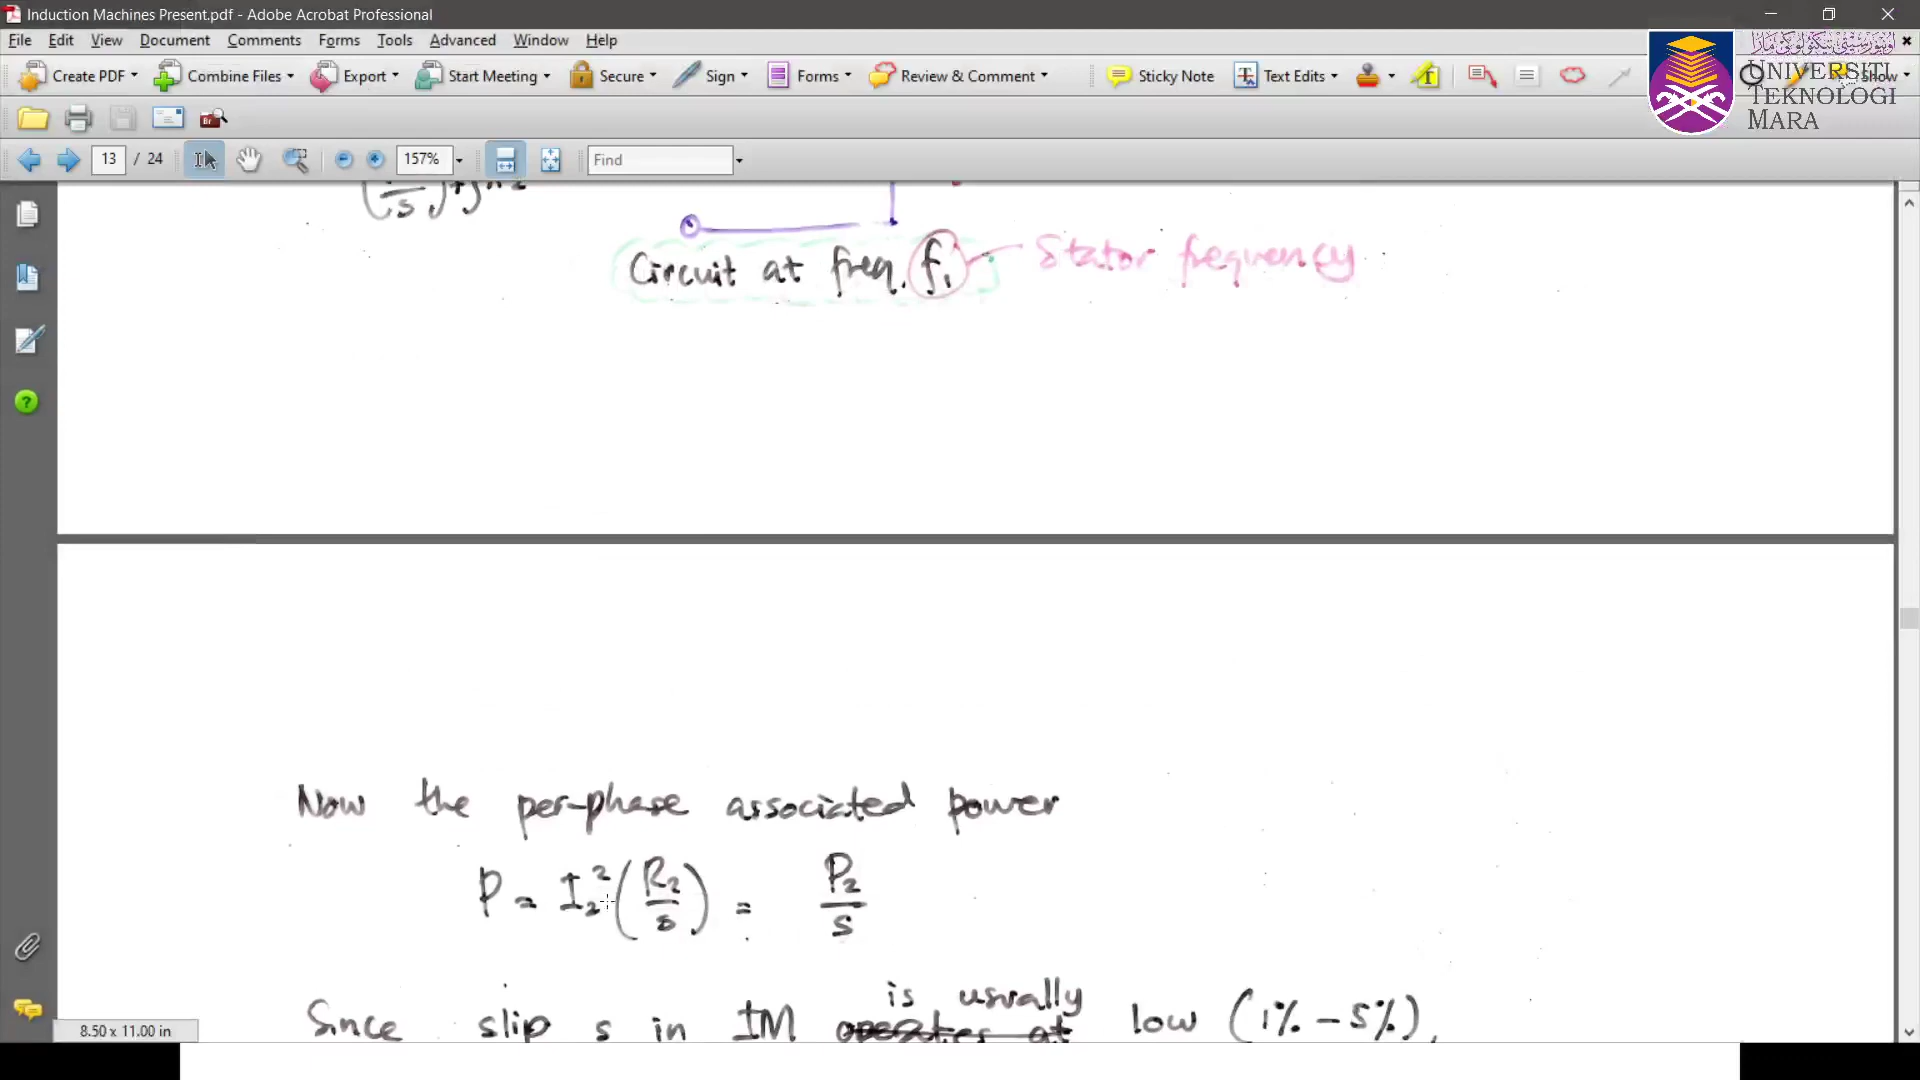 Induction Machines Present.pdf - Adobe Acrobat Professional
File Edit View Document Comments Forms Tools Advanced Window Help
Create PDF Combine Files Export Start Meeting Secure Sign Forms Review & Comment Sticky Note Text Edits Show
UNIVERSITI
TEKNOLOGI
MARA
13 / 24 157% Find
Circuit at freq. f₁ Stator frequency
Now the per-phase associated power
P = I₂² (R₂/s) = P₂/s
is usually
Since slip s in IM operates at low (1% - 5%),
8.50 x 11.00 in